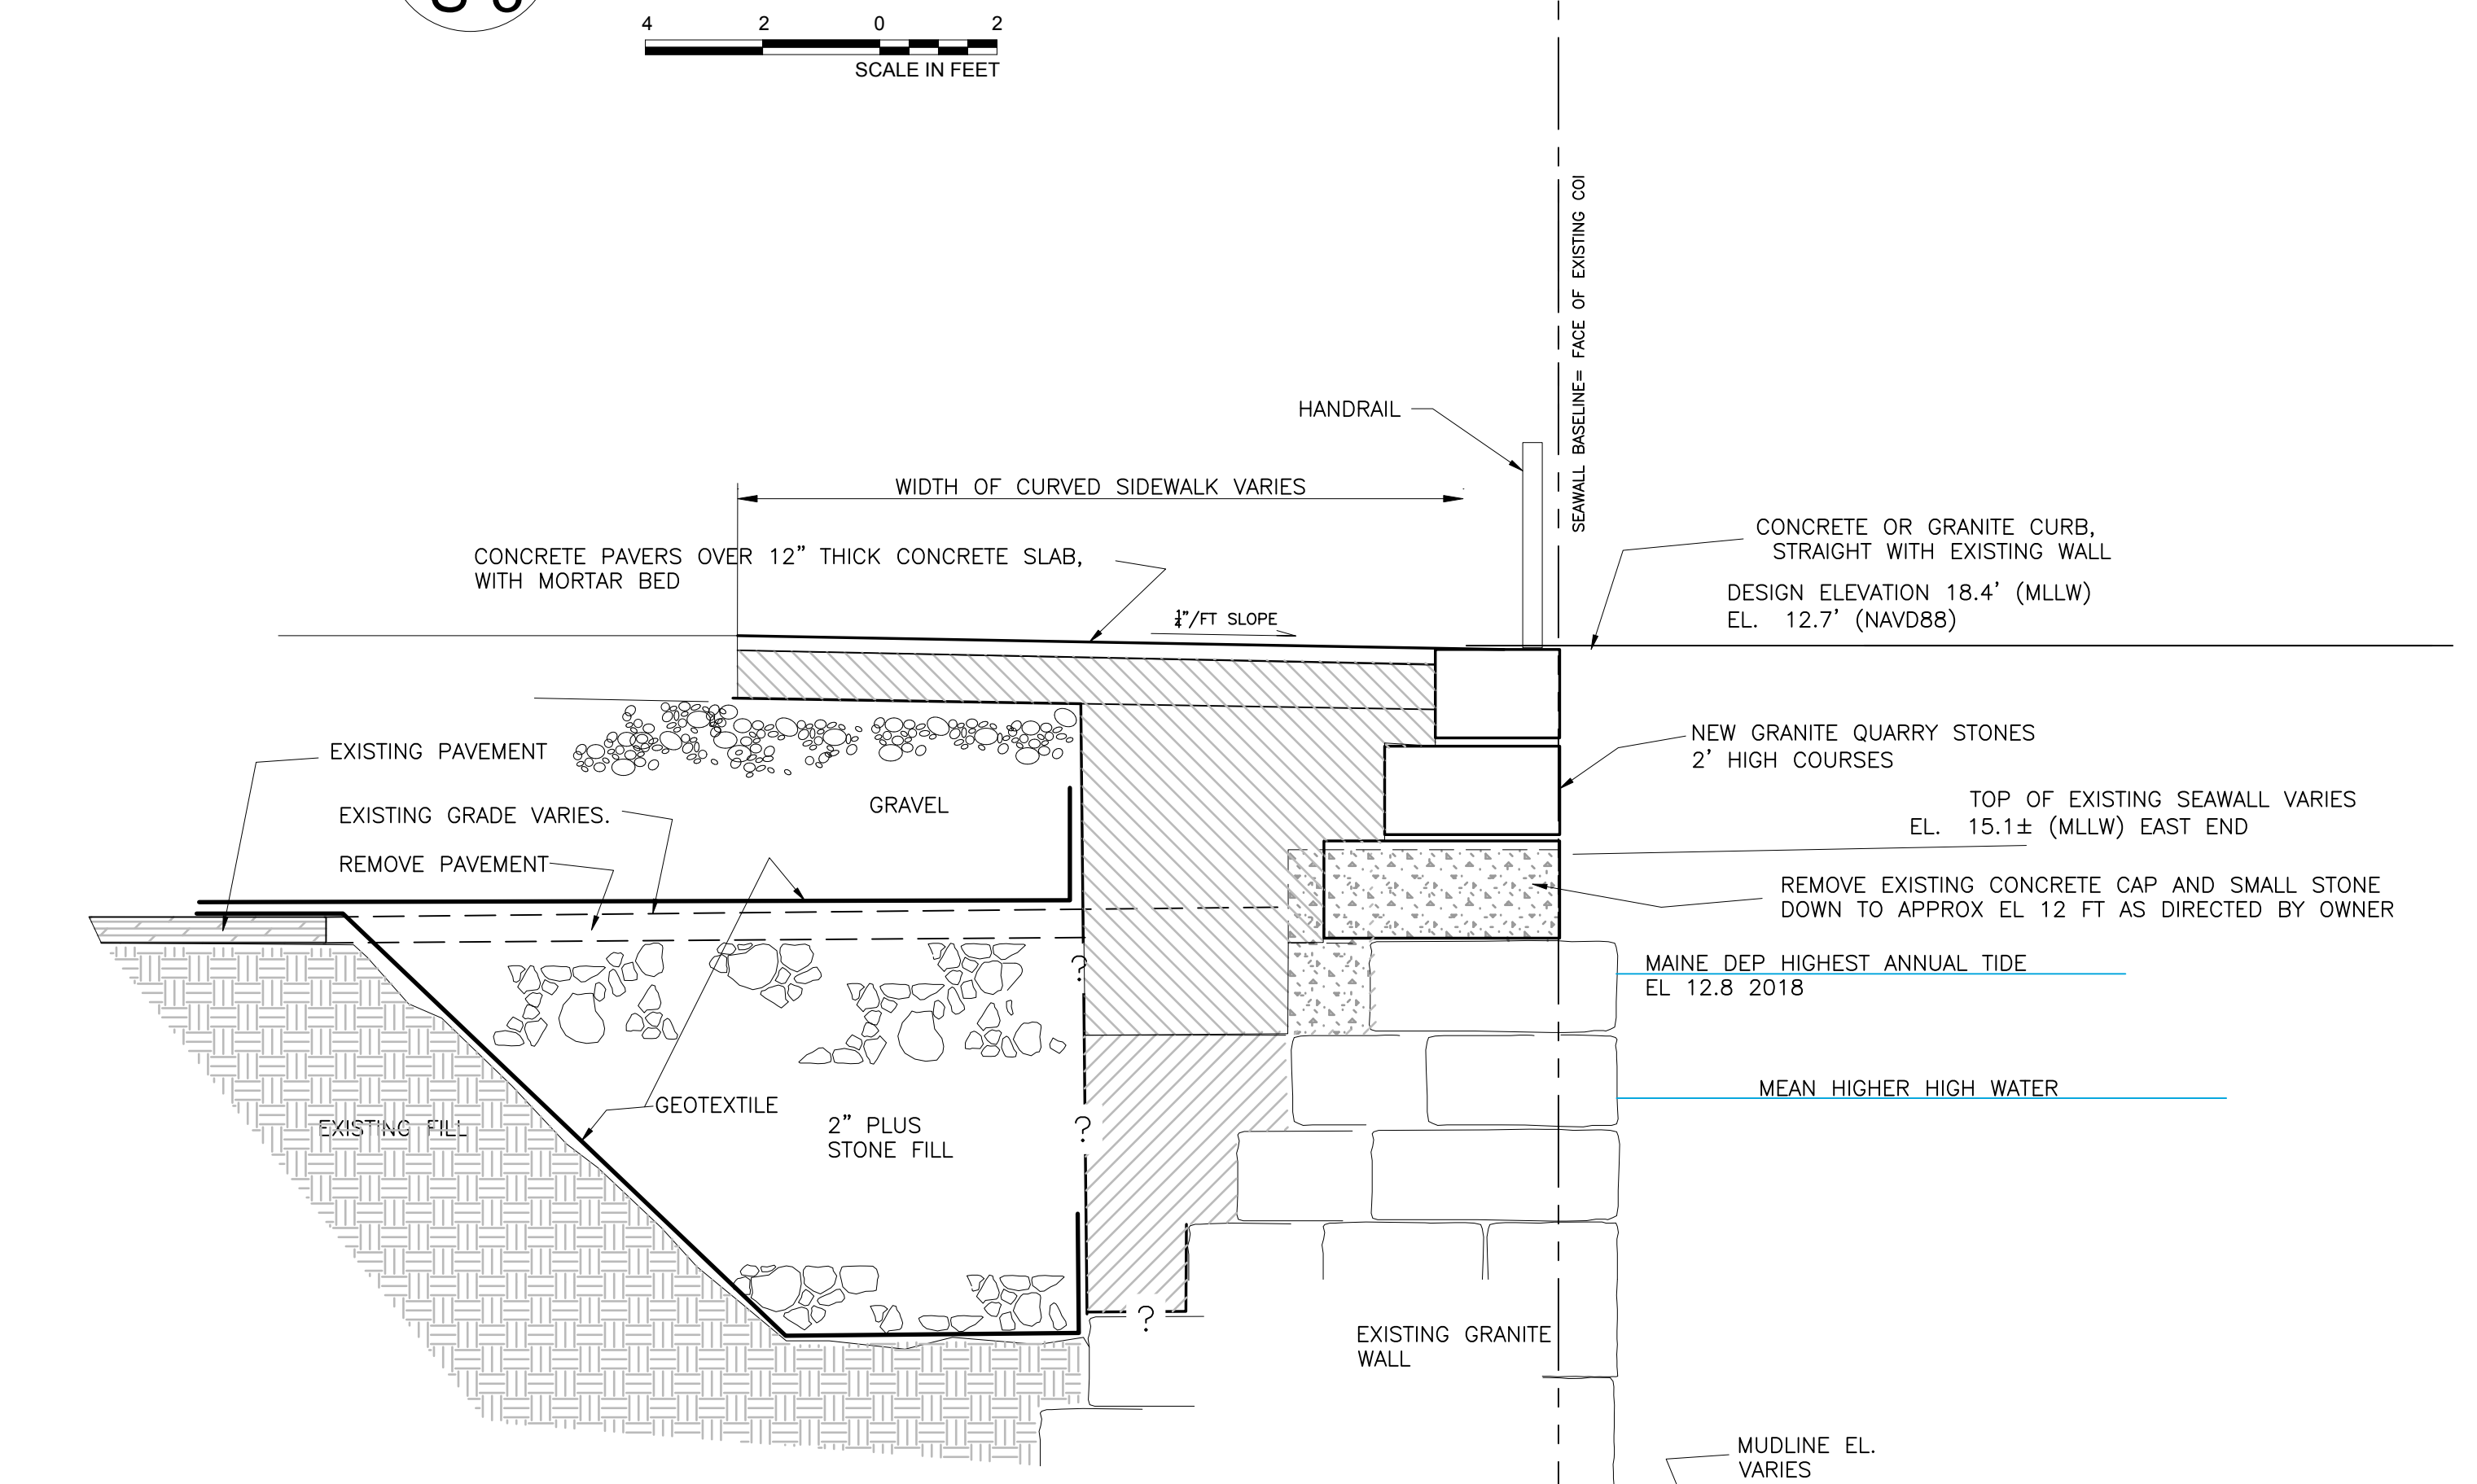 4 2 0 2
SCALE IN FEET
SEAWALL BASELINE= FACE OF EXISTING
HANDRAIL
WIDTH OF CURVED SIDEWALK VARIES
CONCRETE PAVERS OVER 12" THICK CONCRETE SLAB,
WITH MORTAR BED
1/4"/FT SLOPE
CONCRETE OR GRANITE CURB,
STRAIGHT WITH EXISTING WALL
DESIGN ELEVATION 18.4' (MLLW)
EL. 12.7' (NAVD88)
NEW GRANITE QUARRY STONES
2' HIGH COURSES
EXISTING PAVEMENT
GRAVEL
EXISTING GRADE VARIES.
REMOVE PAVEMENT
TOP OF EXISTING SEAWALL VARIES
EL. 15.1± (MLLW) EAST END
REMOVE EXISTING CONCRETE CAP AND SMALL STONE
DOWN TO APPROX EL 12 FT AS DIRECTED BY OWNER
MAINE DEP HIGHEST ANNUAL TIDE
EL 12.8 2018
?
MEAN HIGHER HIGH WATER
GEOTEXTILE
EXISTING FILL
2" PLUS
STONE FILL
?
?
EXISTING GRANITE
WALL
MUDLINE EL.
VARIES